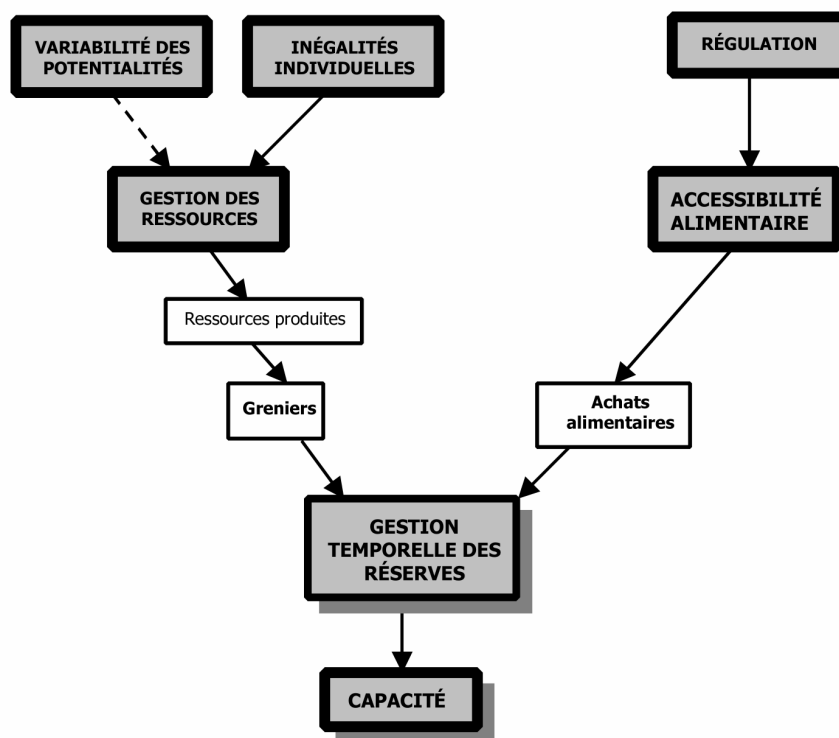 VARIABILITÉ DES
POTENTIALITÉS
INÉGALITÉS
INDIVIDUELLES
RÉGULATION
GESTION DES
RESSOURCES
ACCESSIBILITÉ
ALIMENTAIRE
Ressources produites
Greniers
Achats
alimentaires
GESTION
TEMPORELLE DES
RÉSERVES
CAPACITÉ